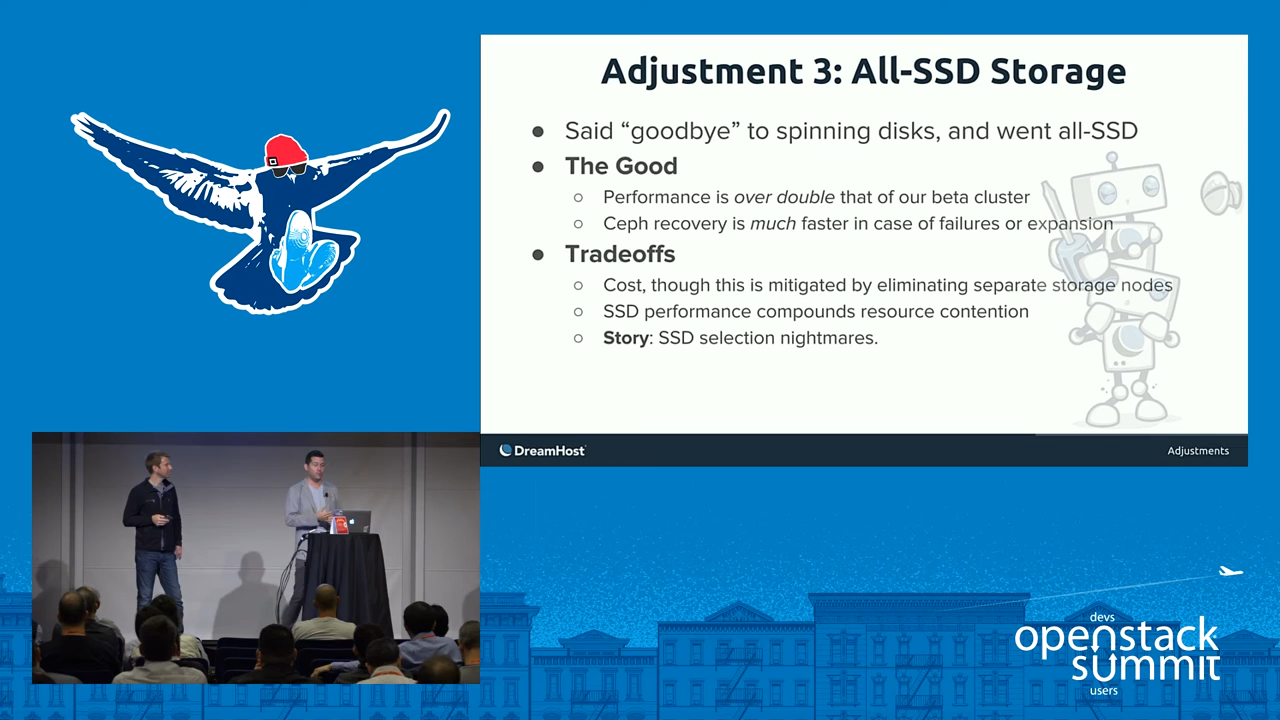 Adjustment 3: All-SSD Storage
● Said “goodbye” to spinning disks, and went all-SSD
● The Good
○ Performance is over double that of our beta cluster
○ Ceph recovery is much faster in case of failures or expansion
● Tradeoffs
○ Cost, though this is mitigated by eliminating separate storage nodes
○ SSD performance compounds resource contention
○ Story: SSD selection nightmares.
DreamHost
Adjustments
devs
openstack
summit
users